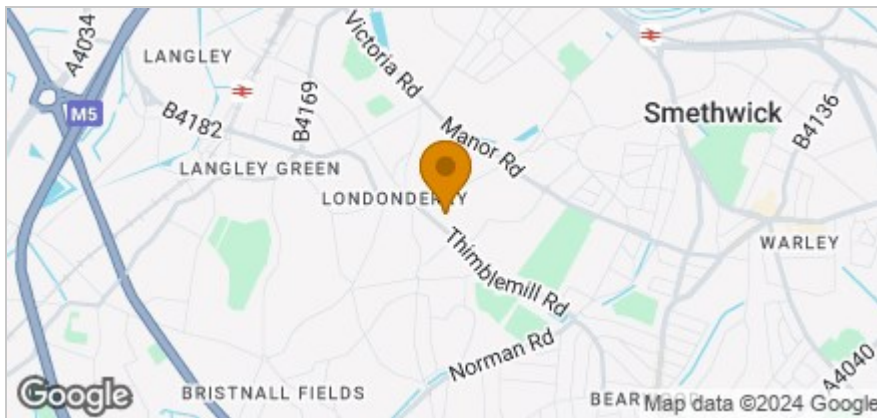 A4034
LANGLEY
Victoria Rd
Smethwick
B4136
M5
B4182
B4169
Manor Rd
LANGLEY GREEN
LONDONDERRY
WARLEY
Thimblemill Rd
Norman Rd
A4040
Google
BRISTNALL FIELDS
BEAR
Map data ©2024 Google